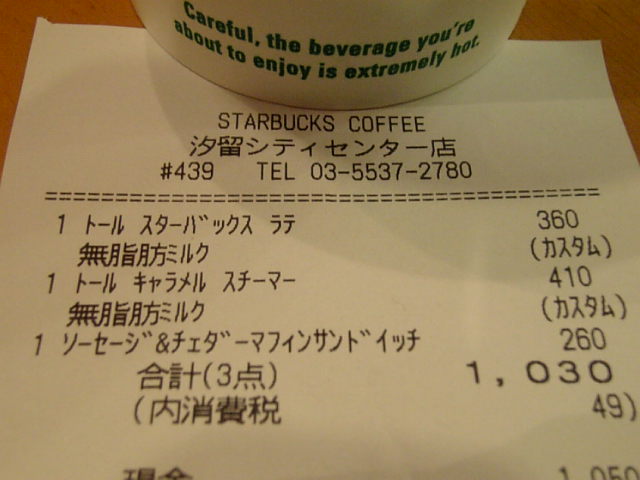 Careful, the beverage you're
about to enjoy is extremely hot.
STARBUCKS COFFEE
汐留シティセンター店
#439 TEL 03-5537-2780
==============================================
1 トール スターバックス ラテ 360
無脂肪ミルク (カスタム)
1 トール キャラメル スチーマー 410
無脂肪ミルク (カスタム)
1 ソーセージ&チェダーマフィンサンドイッチ 260
合計(3点) 1,030
(内消費税 49)
現金 1,050